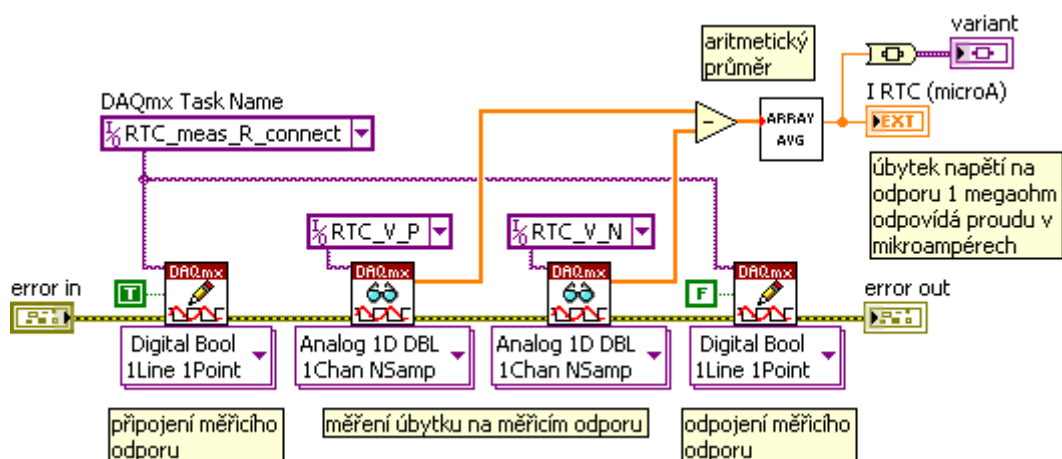 variant
aritmetický
průměr
I RTC (microA)
EXT
ARRAY
AVG
DAQmx Task Name
I/O RTC_meas_R_connect
úbytek napětí na
odporu 1 megaohm
odpovídá proudu v
mikroampérech
I/O RTC_V_P
I/O RTC_V_N
error in
T
DAQmx
DAQmx
DAQmx
F
DAQmx
error out
Digital Bool
1Line 1Point
Analog 1D DBL
1Chan NSamp
Analog 1D DBL
1Chan NSamp
Digital Bool
1Line 1Point
připojení měřicího
odporu
měření úbytku na měřicím odporu
odpojení měřicího
odporu